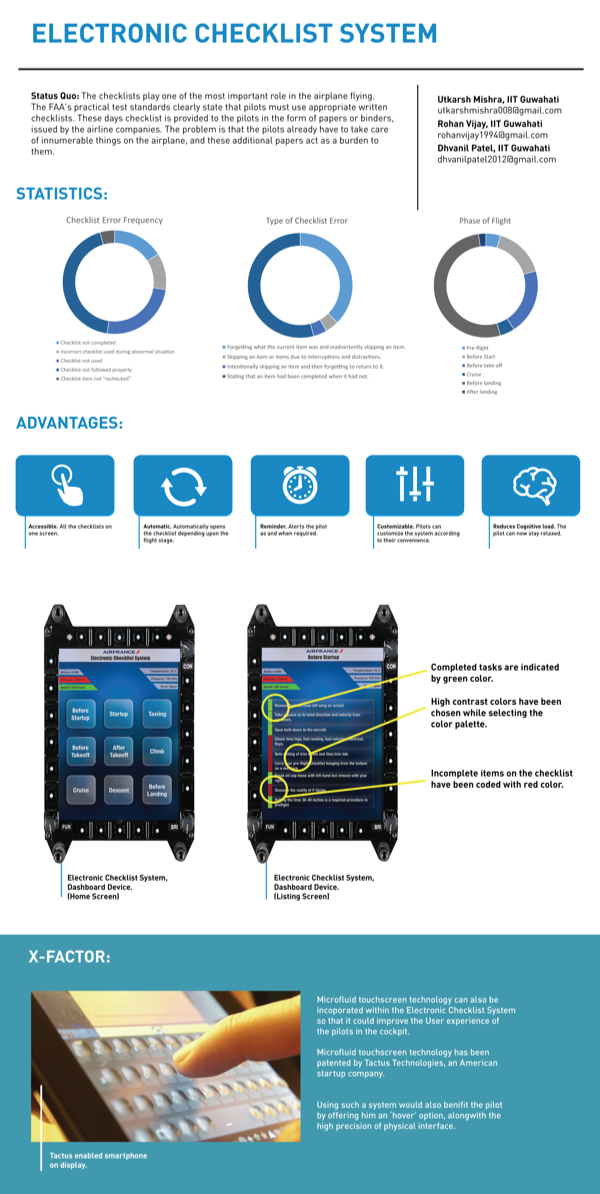 ELECTRONIC CHECKLIST SYSTEM
Status Quo: The checklists play one of the most important role in the airplane flying.
The FAA's practical test standards clearly state that pilots must use appropriate written
checklists. These days checklist is provided to the pilots in the form of papers or binders,
issued by the airline companies. The problem is that the pilots already have to take care
of innumerable things on the airplane, and these additional papers act as a burden to
them.
Utkarsh Mishra, IIT Guwahati
utkarshmishra008@gmail.com
Rohan Vijay, IIT Guwahati
rohanvijay1994@gmail.com
Dhvanil Patel, IIT Guwahati
dhvanilpatel2012@gmail.com
STATISTICS:
Checklist Error Frequency
Checklist not completed
Incorrect checklist used during abnormal situation
Checklist not used
Checklist not followed properly
Checklist item not "rechecked"
Type of Checklist Error
Forgetting what the current item was and inadvertently skipping an item.
Skipping an item or items due to interruptions and distractions.
Intentionally skipping an item and then forgetting to return to it.
Stating that an item had been completed when it had not.
Phase of Flight
Pre-flight
Before Start
Before take-off
Cruise
Before landing
After landing
ADVANTAGES:
Accessible. All the checklists on
one screen.
Automatic. Automatically opens
the checklist depending upon the
flight stage.
Reminder. Alerts the pilot
as and when required.
Customizable. Pilots can
customize the system according
to their convenience.
Reduces Cognitive load. The
pilot can now stay relaxed.
AIRFRANCE
Electronic Checklist System
CON
Before
Startup
Startup
Taxiing
Before
Takeoff
After
Takeoff
Climb
Cruise
Descent
Before
Landing
FUN
BRI
Electronic Checklist System,
Dashboard Device.
(Home Screen)
AIRFRANCE
Before Startup
CON
Open both doors to the aircraft.
FUN
BRI
Electronic Checklist System,
Dashboard Device.
(Listing Screen)
Completed tasks are indicated
by green color.
High contrast colors have been
chosen while selecting the
color palette.
Incomplete items on the checklist
have been coded with red color.
X-FACTOR:
Microfluid touchscreen technology can also be
incoporated within the Electronic Checklist System
so that it could improve the User experience of
the pilots in the cockpit.
Microfluid touchscreen technology has been
patented by Tactus Technologies, an American
startup company.
Using such a system would also benifit the pilot
by offering him an 'hover' option, alongwith the
high precision of physical interface.
Tactus enabled smartphone
on display.